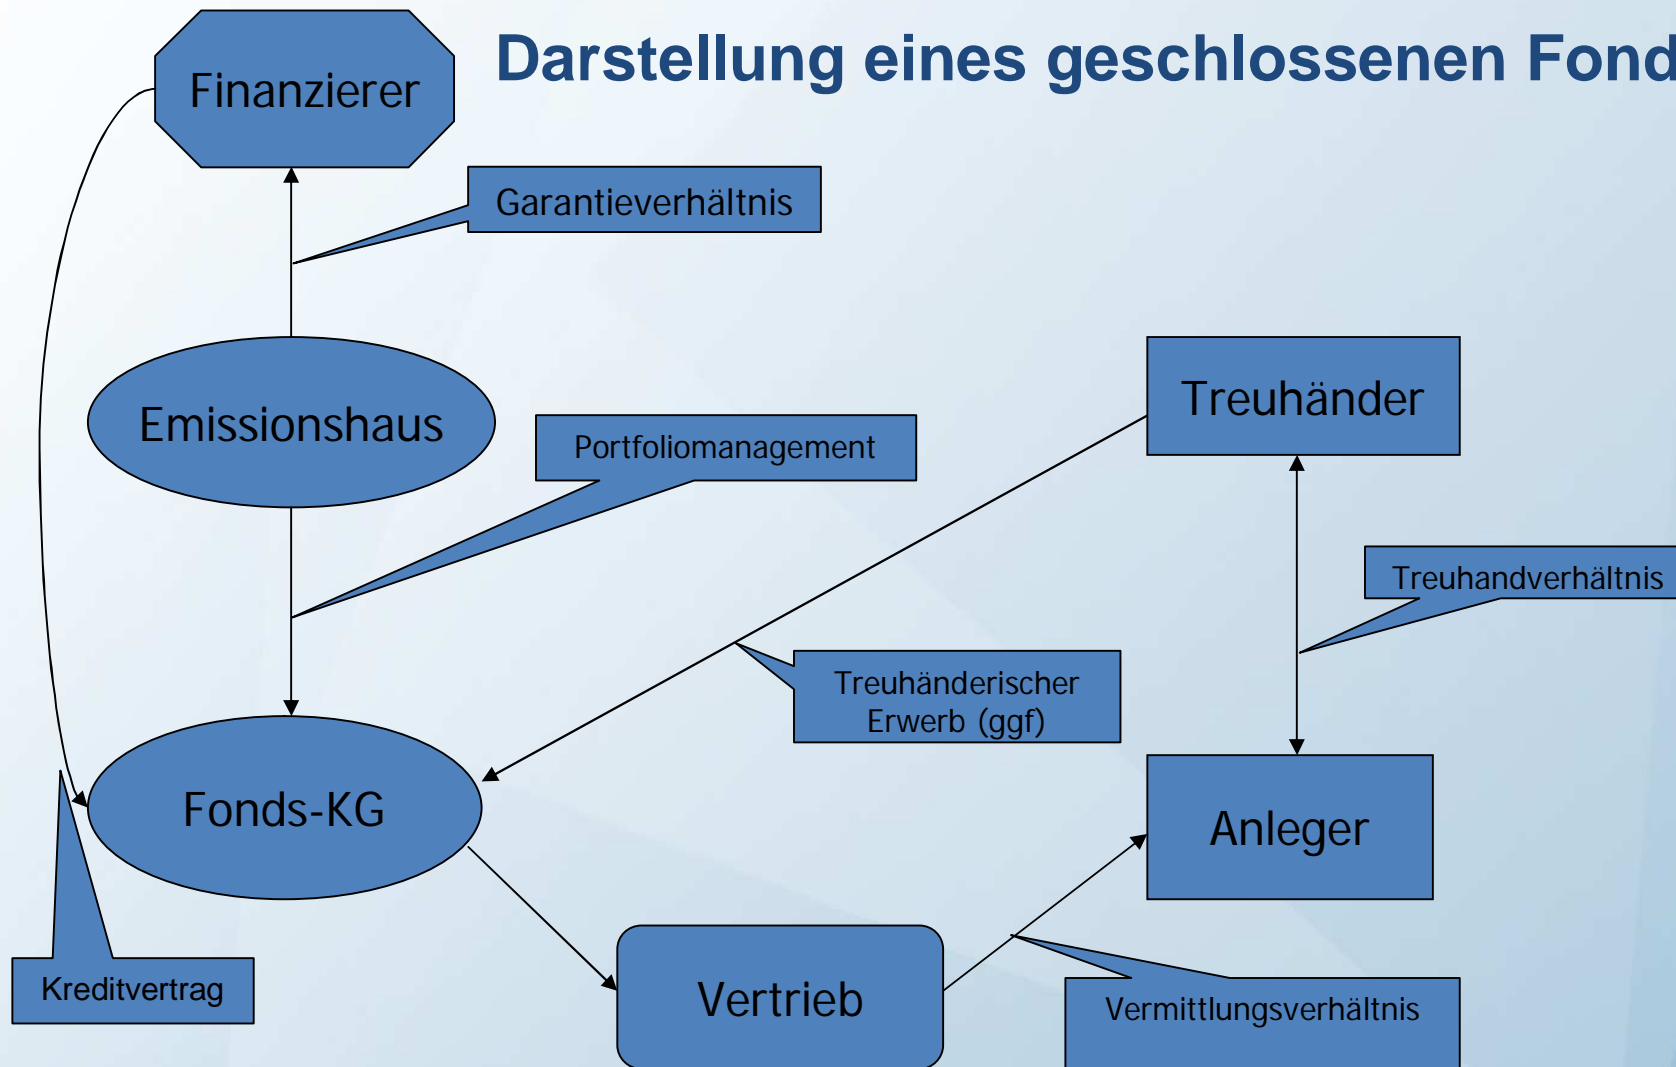 Darstellung eines geschlossenen Fond
Finanzierer
Garantieverhältnis
Emissionshaus
Portfoliomanagement
Treuhänder
Treuhandverhältnis
Treuhänderischer
Erwerb (ggf)
Fonds-KG
Anleger
Kreditvertrag
Vertrieb
Vermittlungsverhältnis